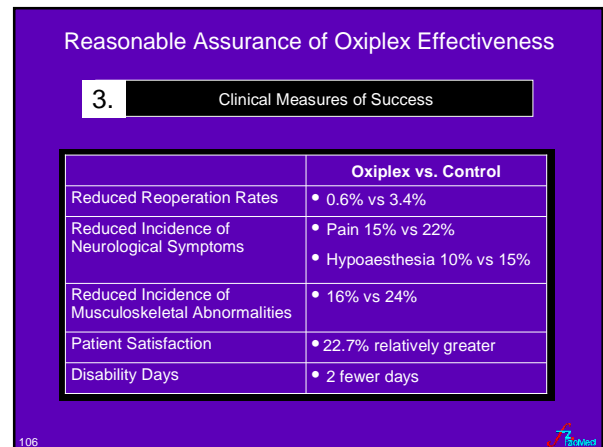 Reasonable Assurance of Oxiplex Effectiveness
3.
Clinical Measures of Success
Oxiplex vs. Control
Reduced Reoperation Rates
• 0.6% vs 3.4%
Reduced Incidence of
Neurological Symptoms
• Pain 15% vs 22%
• Hypoaesthesia 10% vs 15%
Reduced Incidence of
Musculoskeletal Abnormalities
• 16% vs 24%
Patient Satisfaction
• 22.7% relatively greater
Disability Days
• 2 fewer days
106
fzioMed